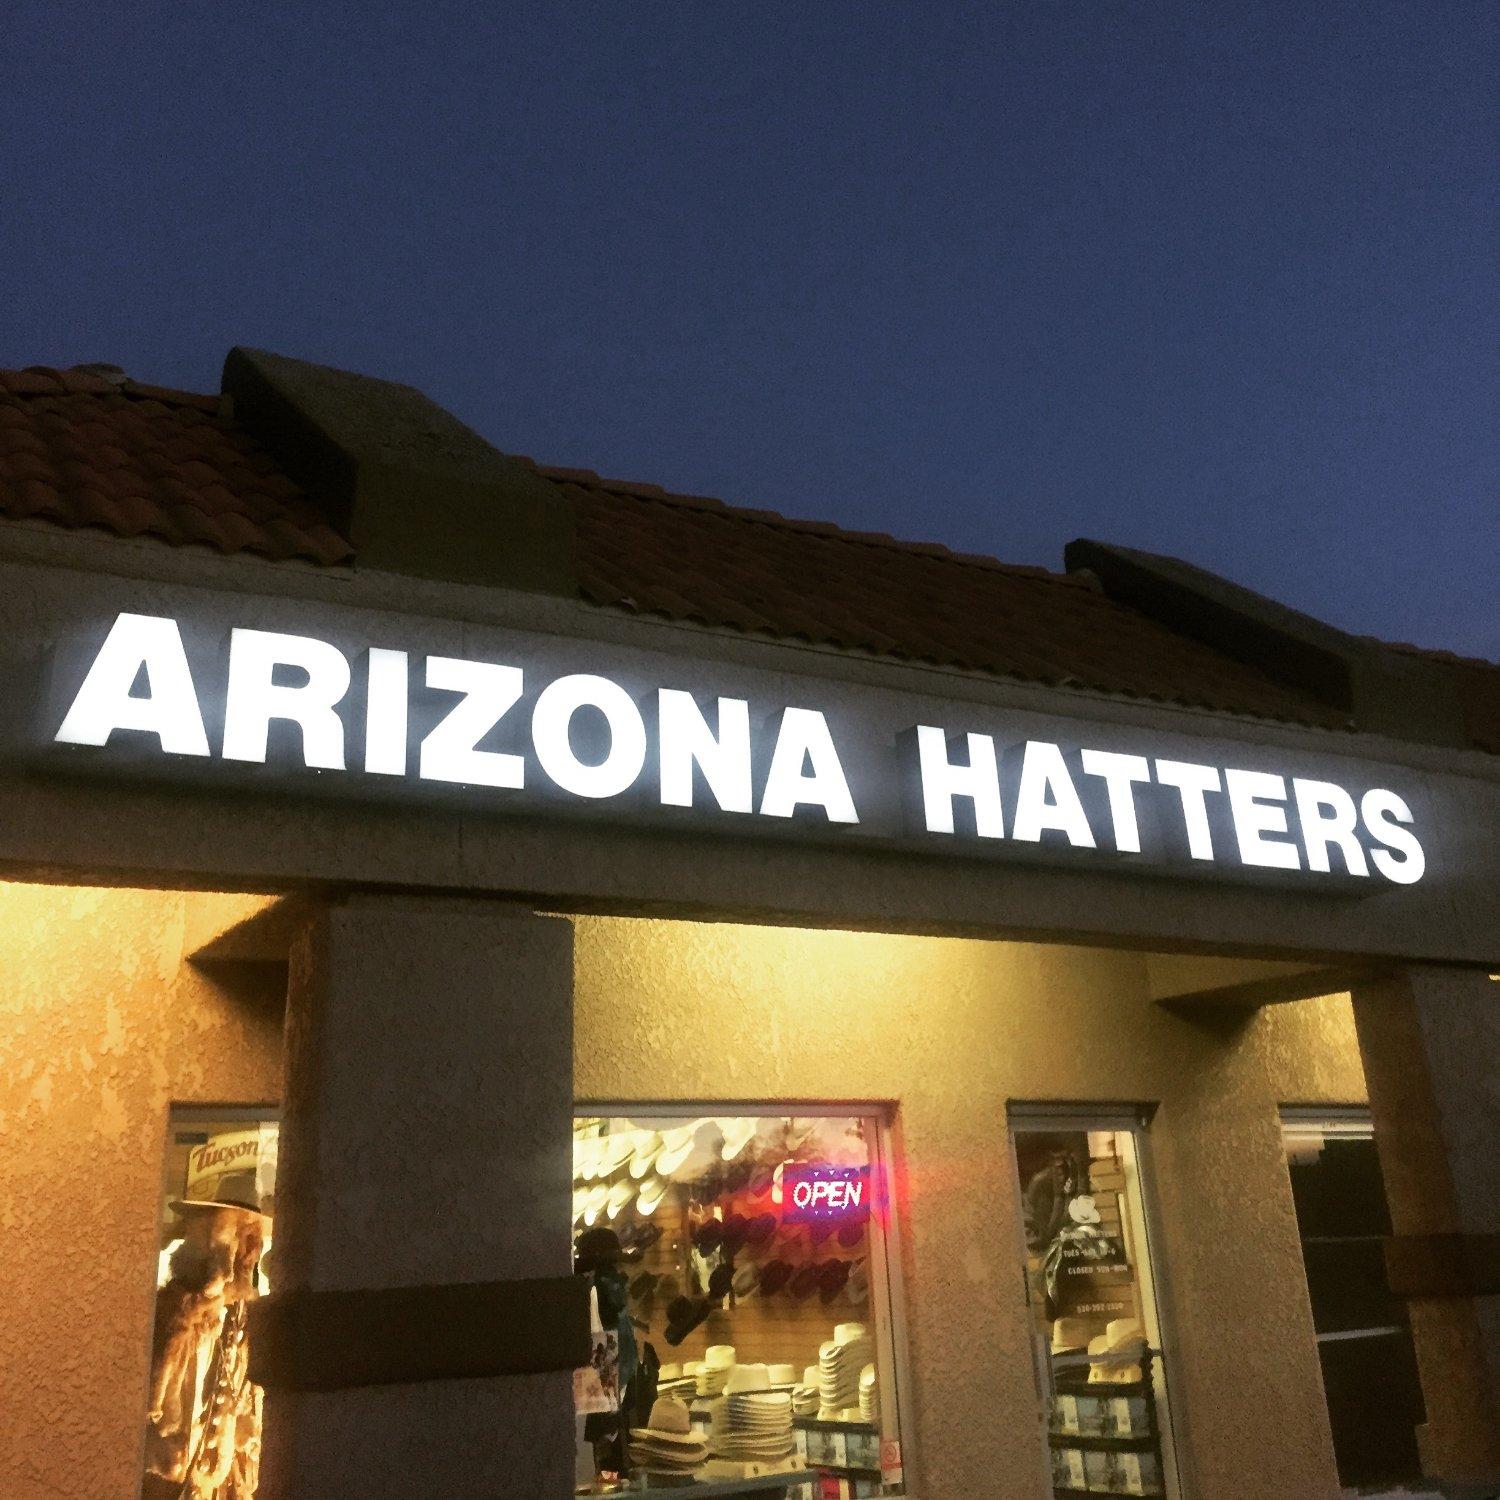 ARIZONA HATTERS
Tucson
OPEN
CLOSED SUN-MON